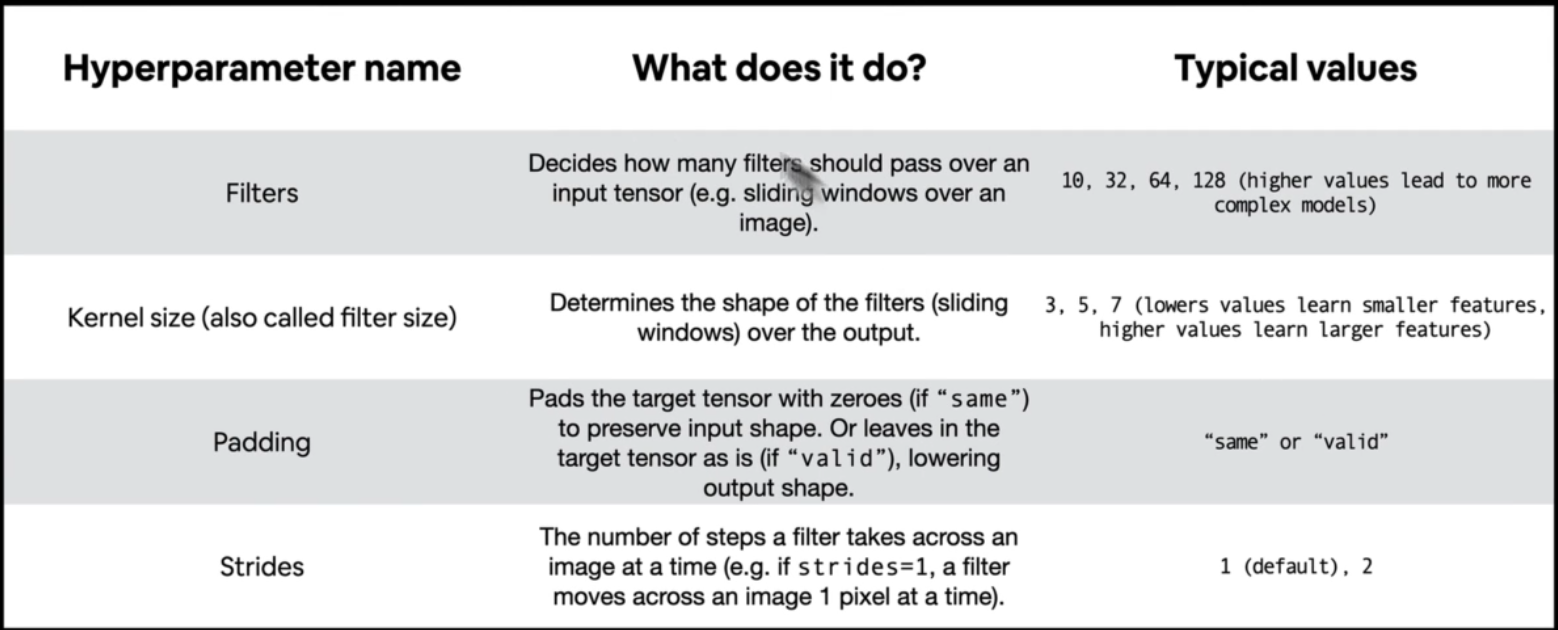 Hyperparameter name
What does it do?
Typical values
Filters
Decides how many filters should pass over an
input tensor (e.g. sliding windows over an
image).
10, 32, 64, 128 (higher values lead to more
complex models)
Kernel size (also called filter size)
Determines the shape of the filters (sliding
windows) over the output.
3, 5, 7 (lowers values learn smaller features,
higher values learn larger features)
Padding
Pads the target tensor with zeroes (if “same”)
to preserve input shape. Or leaves in the
target tensor as is (if “valid”), lowering
output shape.
“same” or “valid”
Strides
The number of steps a filter takes across an
image at a time (e.g. if strides=1, a filter
moves across an image 1 pixel at a time).
1 (default), 2